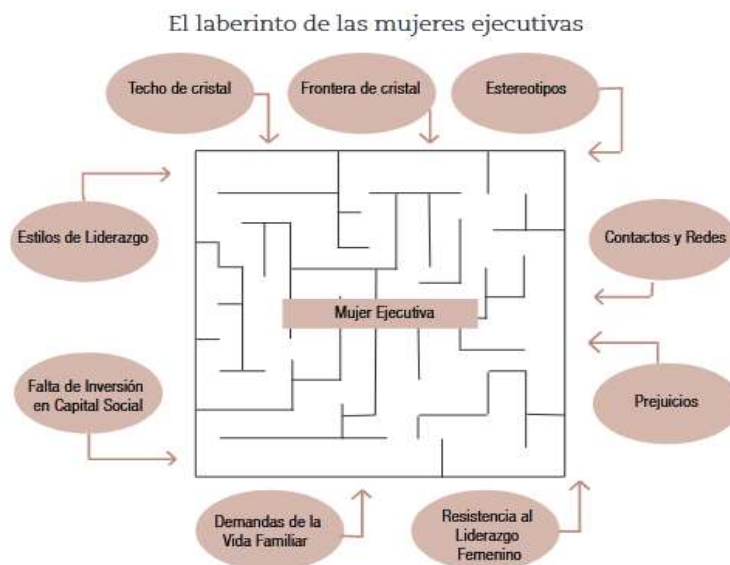 El laberinto de las mujeres ejecutivas
Techo de cristal
Frontera de cristal
Estereotipos
Estilos de Liderazgo
Contactos y Redes
Mujer Ejecutiva
Falta de Inversión
en Capital Social
Prejuicios
Demandas de la
Vida Familiar
Resistencia al
Liderazgo
Femenino